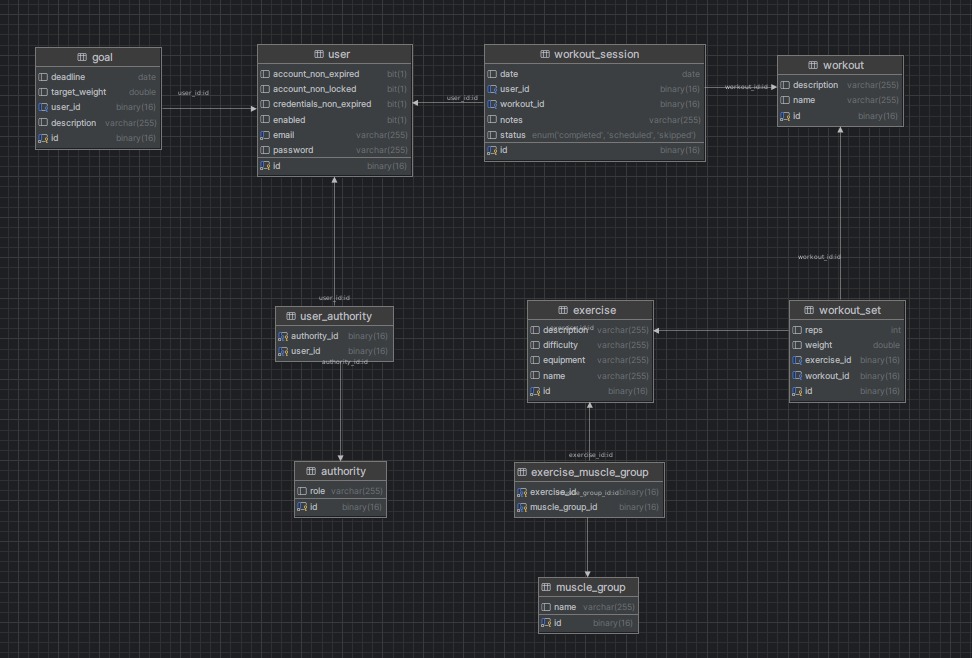 goal
deadline date
target_weight double
user_id binary(16)
description varchar(255)
id binary(16)
user_id:id
user
account_non_expired bit(1)
account_non_locked bit(1)
credentials_non_expired bit(1)
enabled bit(1)
email varchar(255)
password varchar(255)
id binary(16)
user_id:id
workout_session
date date
user_id binary(16)
workout_id binary(16)
notes varchar(255)
status enum('completed', 'scheduled', 'skipped')
id binary(16)
workout_id:id
workout
description varchar(255)
name varchar(255)
id binary(16)
workout_id:id
user_id:id
user_authority
authority_id binary(16)
user_id binary(16)
authority_id:id
exercise
description varchar(255)
difficulty varchar(255)
equipment varchar(255)
name varchar(255)
id binary(16)
workout_set
reps int
weight double
exercise_id binary(16)
workout_id binary(16)
id binary(16)
authority
role varchar(255)
id binary(16)
exercise_id:id
exercise_muscle_group
exercise_id binary(16)
muscle_group_id binary(16)
muscle_group
name varchar(255)
id binary(16)